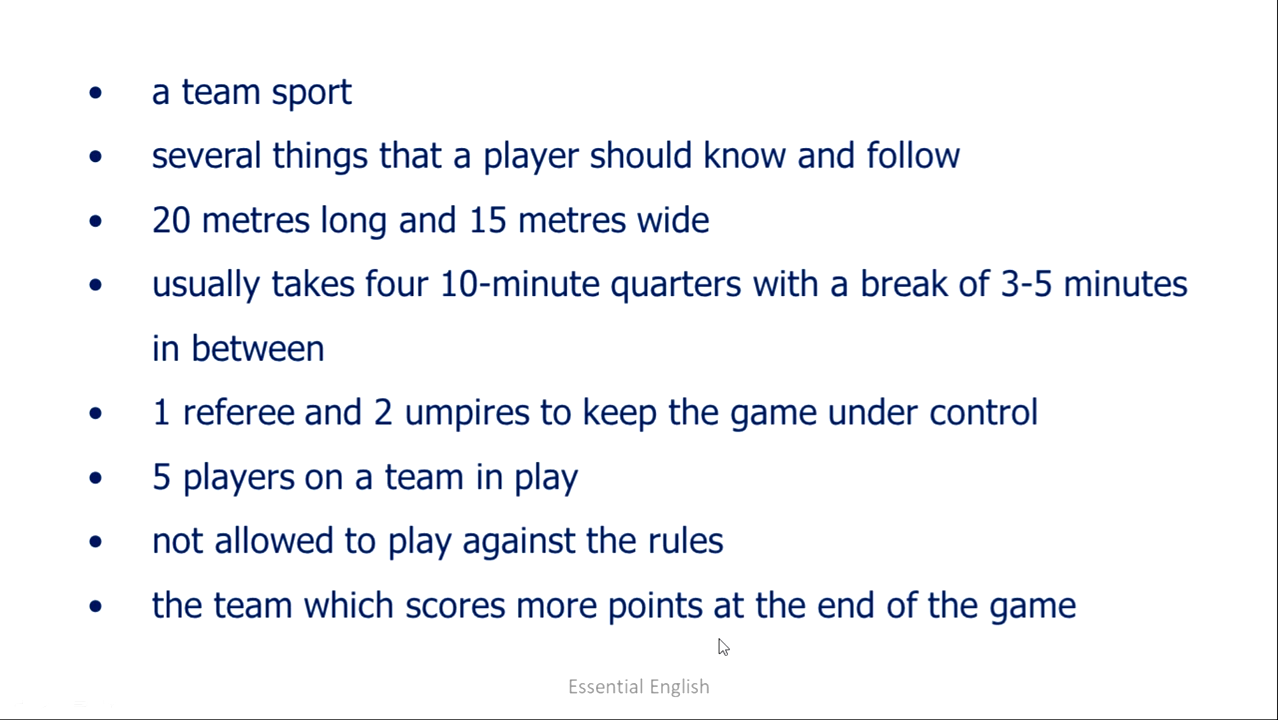 • a team sport
• several things that a player should know and follow
• 20 metres long and 15 metres wide
• usually takes four 10-minute quarters with a break of 3-5 minutes
in between
• 1 referee and 2 umpires to keep the game under control
• 5 players on a team in play
• not allowed to play against the rules
• the team which scores more points at the end of the game
Essential English